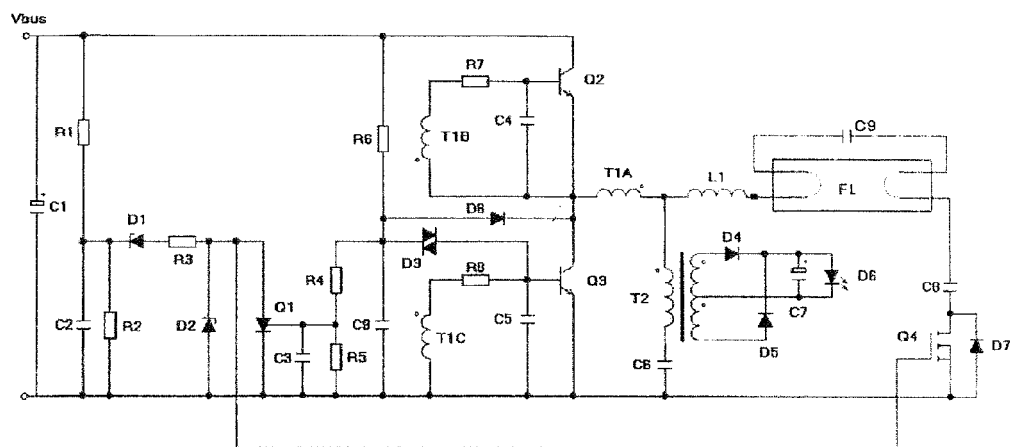 Vbus
R7
Q2
C9
R1
R6
T1B
C4
T1A
L1
FL
C1
D8
D1
R3
D3
R8
Q3
D4
R4
T2
D6
C8
Q1
C7
C2
R2
D2
C3
R5
C9
T1C
C5
D5
C6
Q4
D7